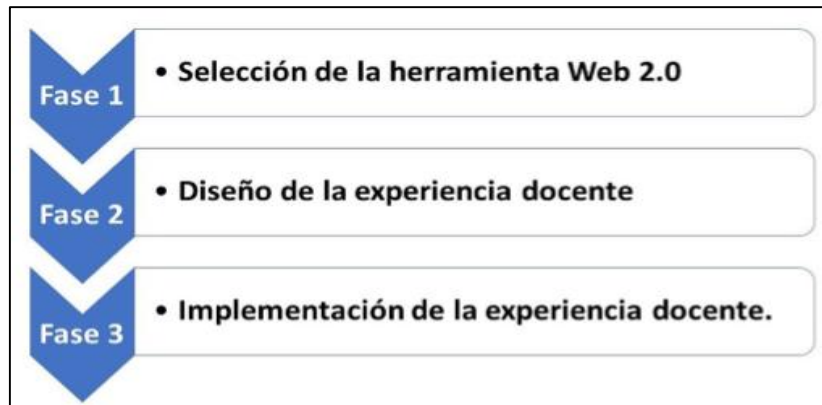 Fase 1
• Selección de la herramienta Web 2.0
Fase 2
• Diseño de la experiencia docente
Fase 3
• Implementación de la experiencia docente.